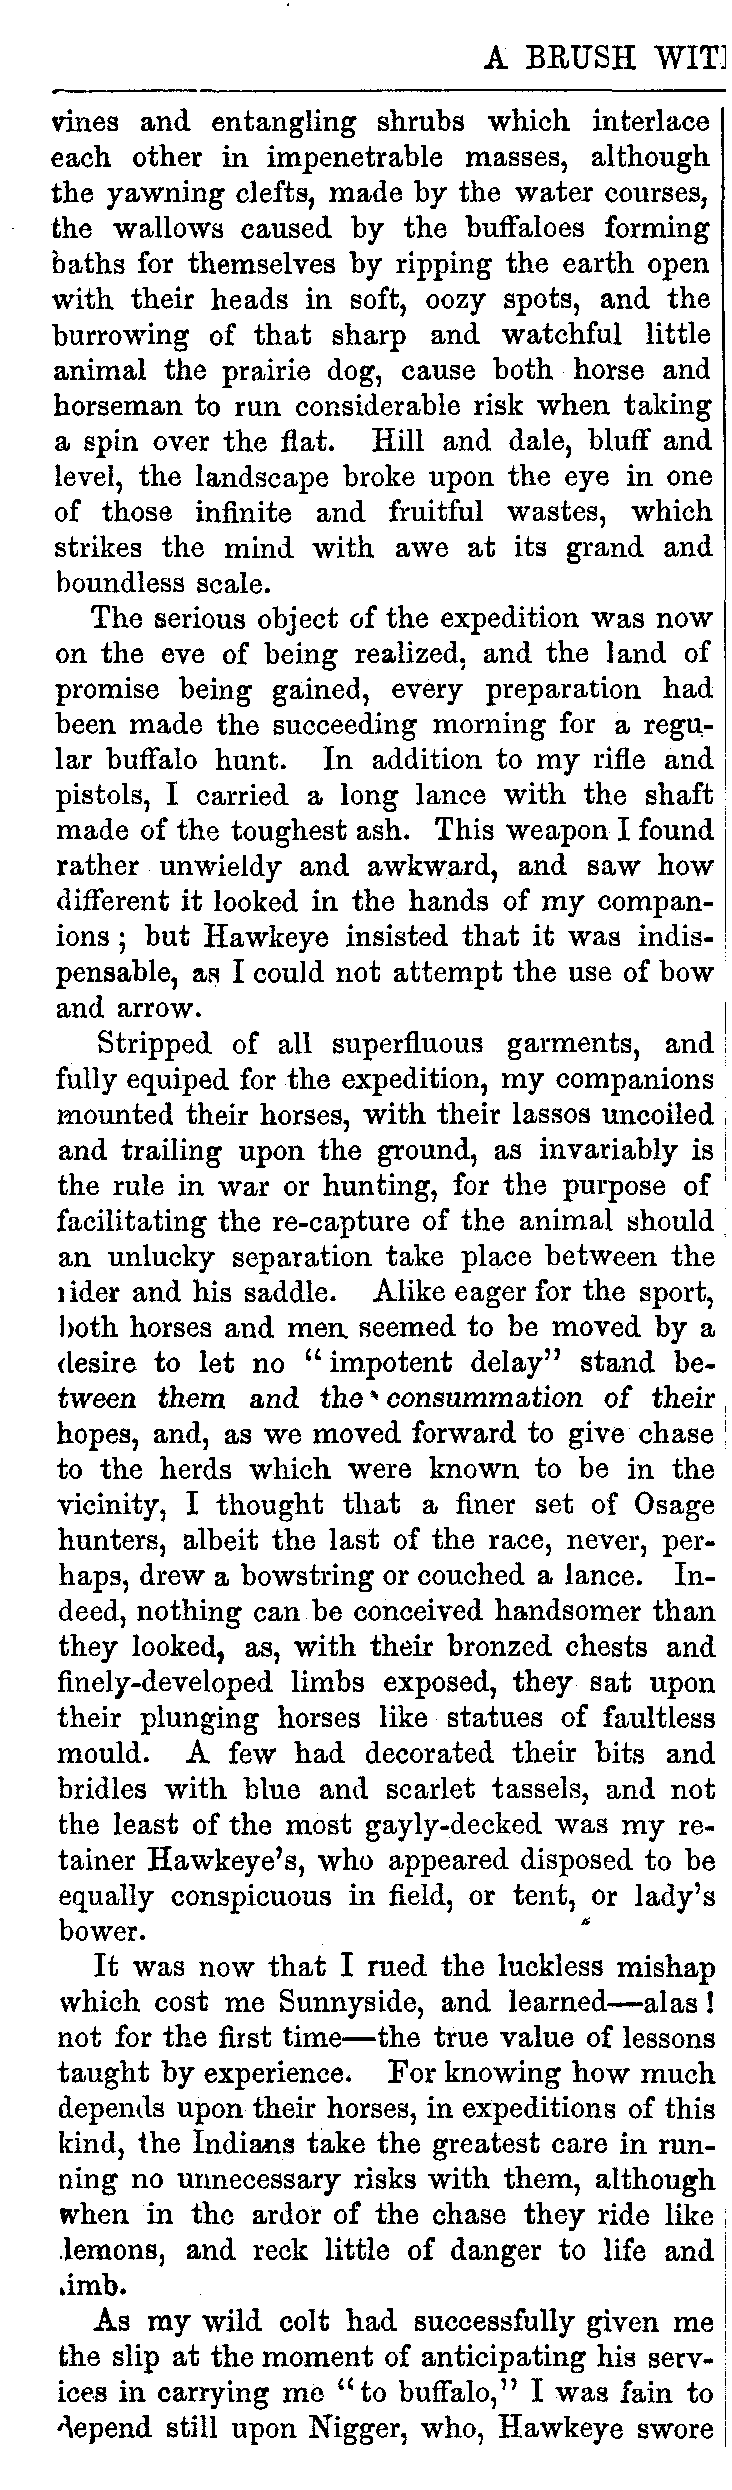 A BRUSH WIT
vines and entangling shrubs which interlace
each other in impenetrable masses, although
the yawning clefts, made by the water courses,
the wallows caused by the buffaloes forming
baths for themselves by ripping the earth open
with their heads in soft, oozy spots, and the
burrowing of that sharp and watchful little
animal the prairie dog, cause both horse and
horseman to run considerable risk when taking
a spin over the flat. Hill and dale, bluff and
level, the landscape broke upon the eye in one
of those infinite and fruitful wastes, which
strikes the mind with awe at its grand and
boundless scale.
The serious object of the expedition was now
on the eve of being realized, and the land of
promise being gained, every preparation had
been made the succeeding morning for a regu-
lar buffalo hunt. In addition to my rifle and
pistols, I carried a long lance with the shaft
made of the toughest ash. This weapon I found
rather unwieldy and awkward, and saw how
different it looked in the hands of my compan-
ions; but Hawkeye insisted that it was indis-
pensable, as I could not attempt the use of bow
and arrow.
Stripped of all superfluous garments, and
fully equiped for the expedition, my companions
mounted their horses, with their lassos uncoiled
and trailing upon the ground, as invariably is
the rule in war or hunting, for the purpose of
facilitating the re-capture of the animal should
an unlucky separation take place between the
rider and his saddle. Alike eager for the sport,
both horses and men seemed to be moved by a
desire to let no "impotent delay" stand be-
tween them and the consummation of their
hopes, and, as we moved forward to give chase
to the herds which were known to be in the
vicinity, I thought that a finer set of Osage
hunters, albeit the last of the race, never, per-
haps, drew a bowstring or couched a lance. In-
deed, nothing can be conceived handsomer than
they looked, as, with their bronzed chests and
finely-developed limbs exposed, they sat upon
their plunging horses like statues of faultless
mould. A few had decorated their bits and
bridles with blue and scarlet tassels, and not
the least of the most gayly-decked was my re-
tainer Hawkeye's, who appeared disposed to be
equally conspicuous in field, or tent, or lady's
bower.
It was now that I rued the luckless mishap
which cost me Sunnyside, and learned—alas!
not for the first time—the true value of lessons
taught by experience. For knowing how much
depends upon their horses, in expeditions of this
kind, the Indians take the greatest care in run-
ning no unnecessary risks with them, although
when in the ardor of the chase they ride like
demons, and reck little of danger to life and
limb.
As my wild colt had successfully given me
the slip at the moment of anticipating his serv-
ices in carrying me "to buffalo," I was fain to
depend still upon Nigger, who, Hawkeye swore